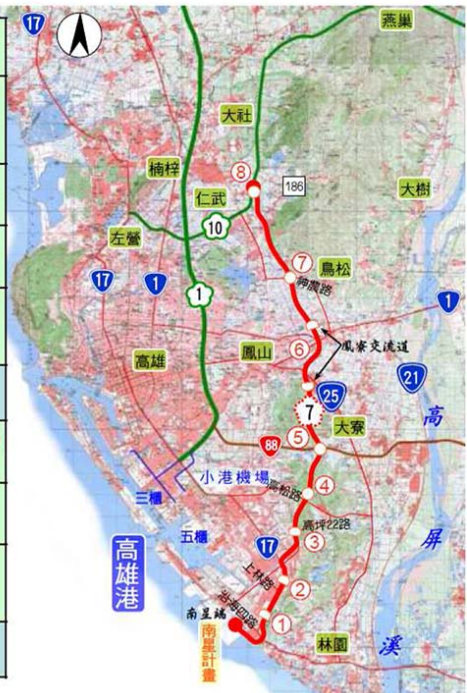 17
燕巢
大社
楠梓
⑧
186
大樹
仁武
10
左營
⑦
鳥松
神農路
17
1
1
1
⑥
鳳山
鳳寮交流道
高雄
21
25
7
高
⑤
大寮
88
小港機場
④
高松路
三櫃
五櫃
高坪22路
③
屏
17
高雄港
上林路
②
沿海四路
南星端
①
南星計畫
林園
溪